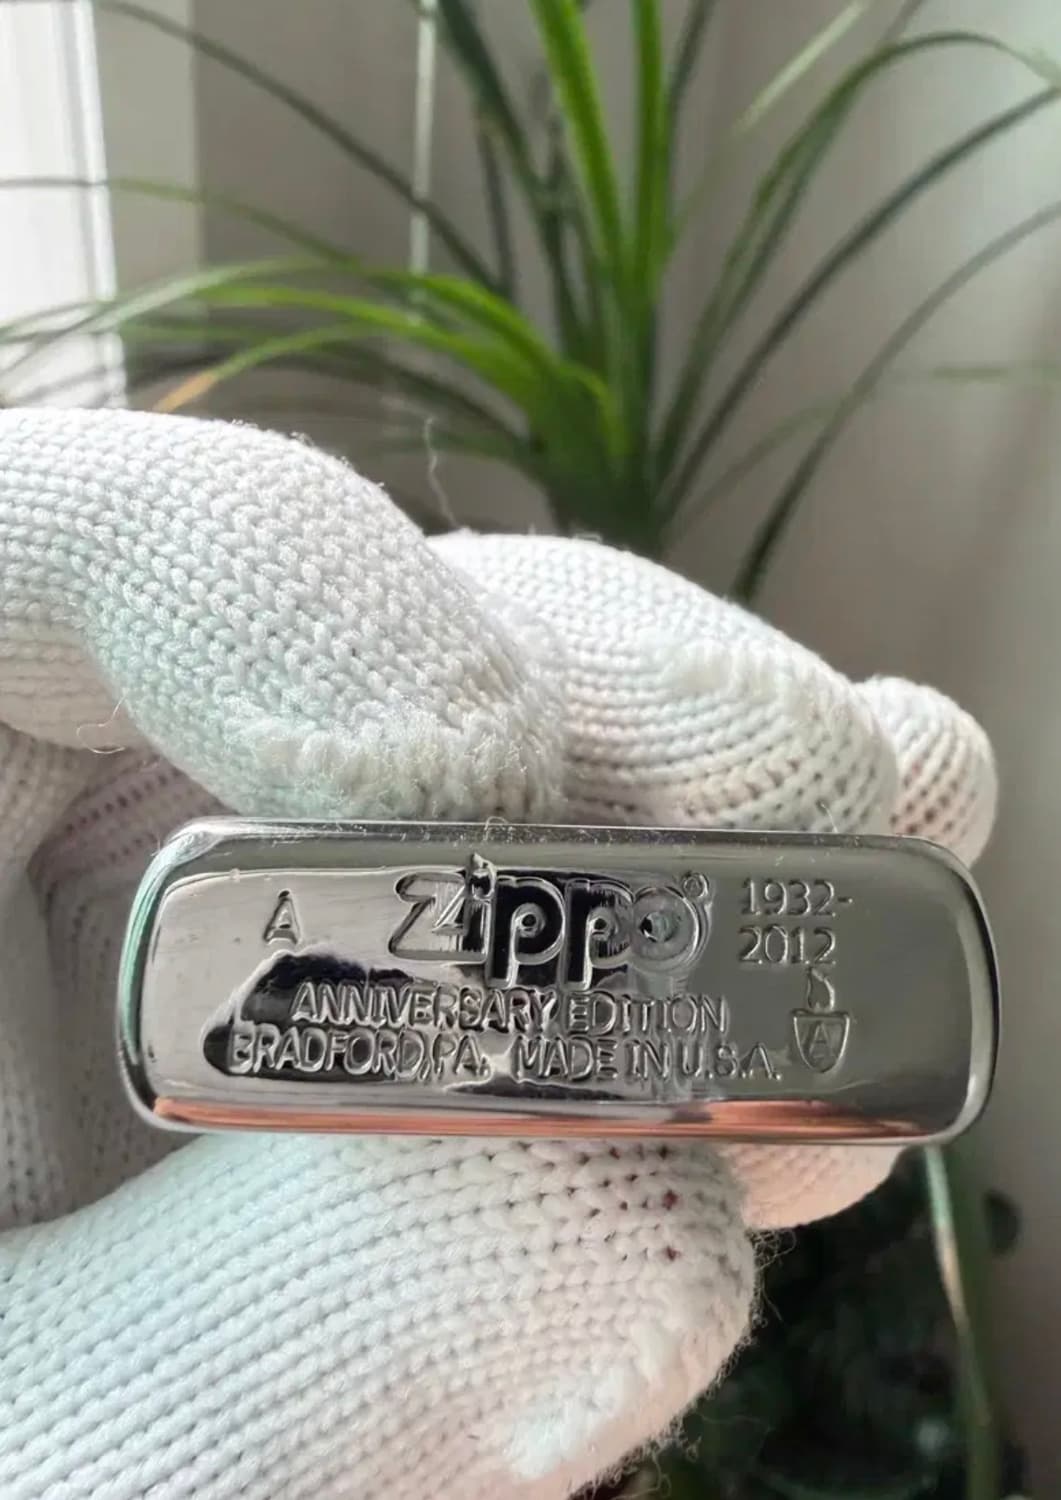 A Zippo® 1932-
2012
ANNIVERSARY EDITION
BRADFORD, PA. MADE IN U.S.A.
A